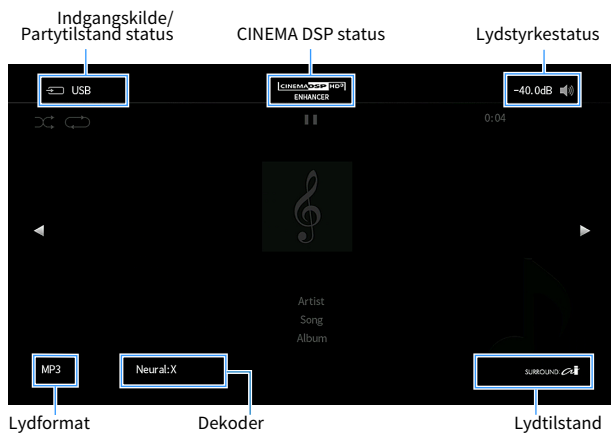 Indgangskilde/
Partytilstand status
CINEMA DSP status
Lydstyrkestatus
USB
CINEMA DSP HD³
ENHANCER
-40.0dB
0:04
Artist
Song
Album
MP3
Neural:X
SURROUND: AI
Lydformat
Dekoder
Lydtilstand